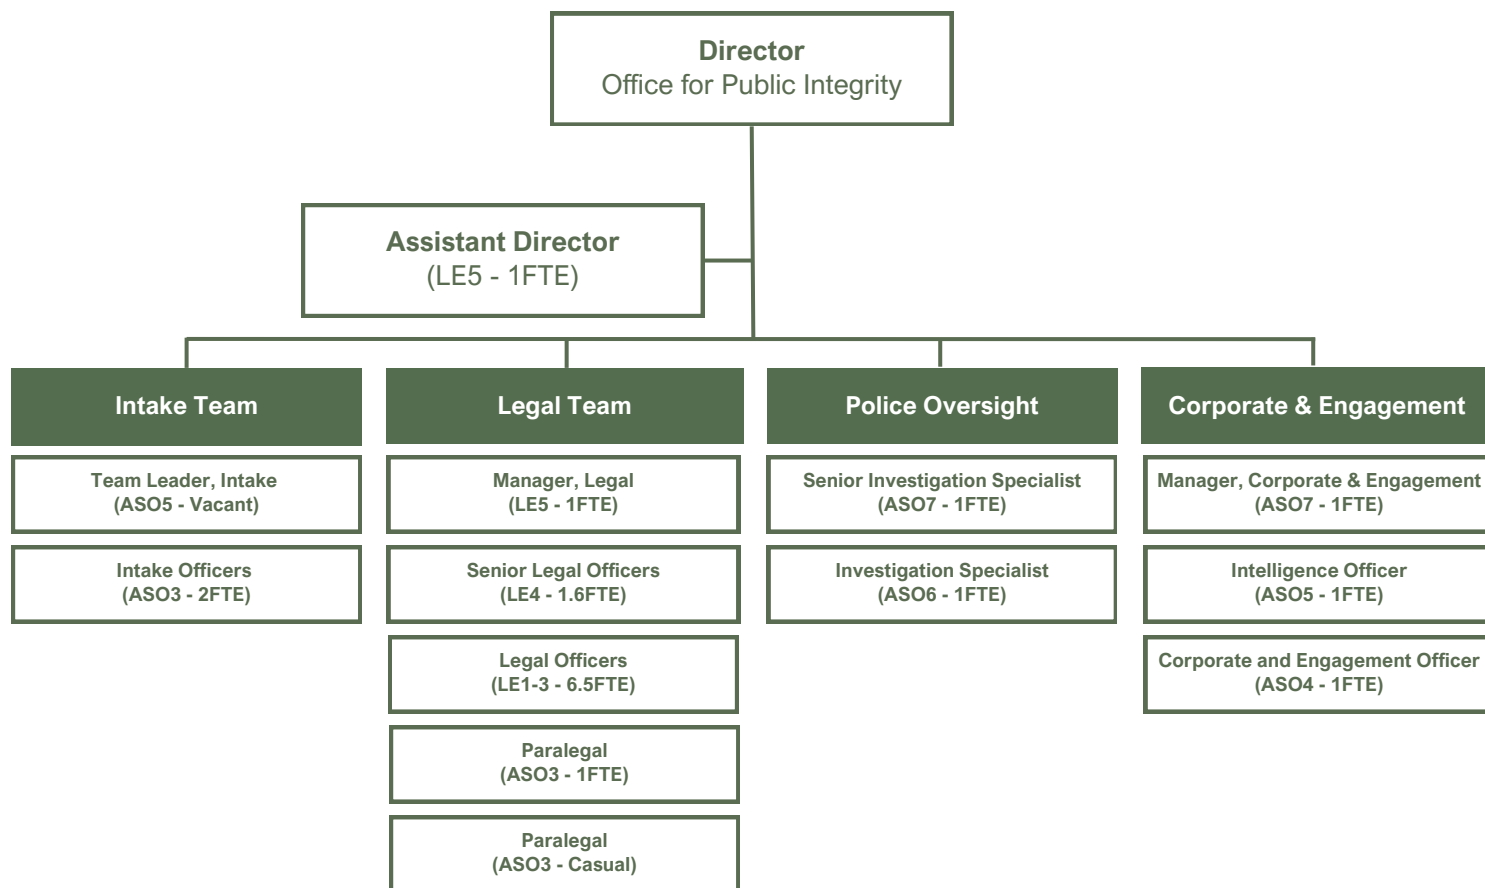 Director
Office for Public Integrity
Assistant Director
(LE5 - 1FTE)
Intake Team
Team Leader, Intake
(ASO5 - Vacant)
Intake Officers
(ASO3 - 2FTE)
Legal Team
Manager, Legal
(LE5 - 1FTE)
Senior Legal Officers
(LE4 - 1.6FTE)
Legal Officers
(LE1-3 - 6.5FTE)
Paralegal
(ASO3 - 1FTE)
Paralegal
(ASO3 - Casual)
Police Oversight
Senior Investigation Specialist
(ASO7 - 1FTE)
Investigation Specialist
(ASO6 - 1FTE)
Corporate & Engagement
Manager, Corporate & Engagement
(ASO7 - 1FTE)
Intelligence Officer
(ASO5 - 1FTE)
Corporate and Engagement Officer
(ASO4 - 1FTE)